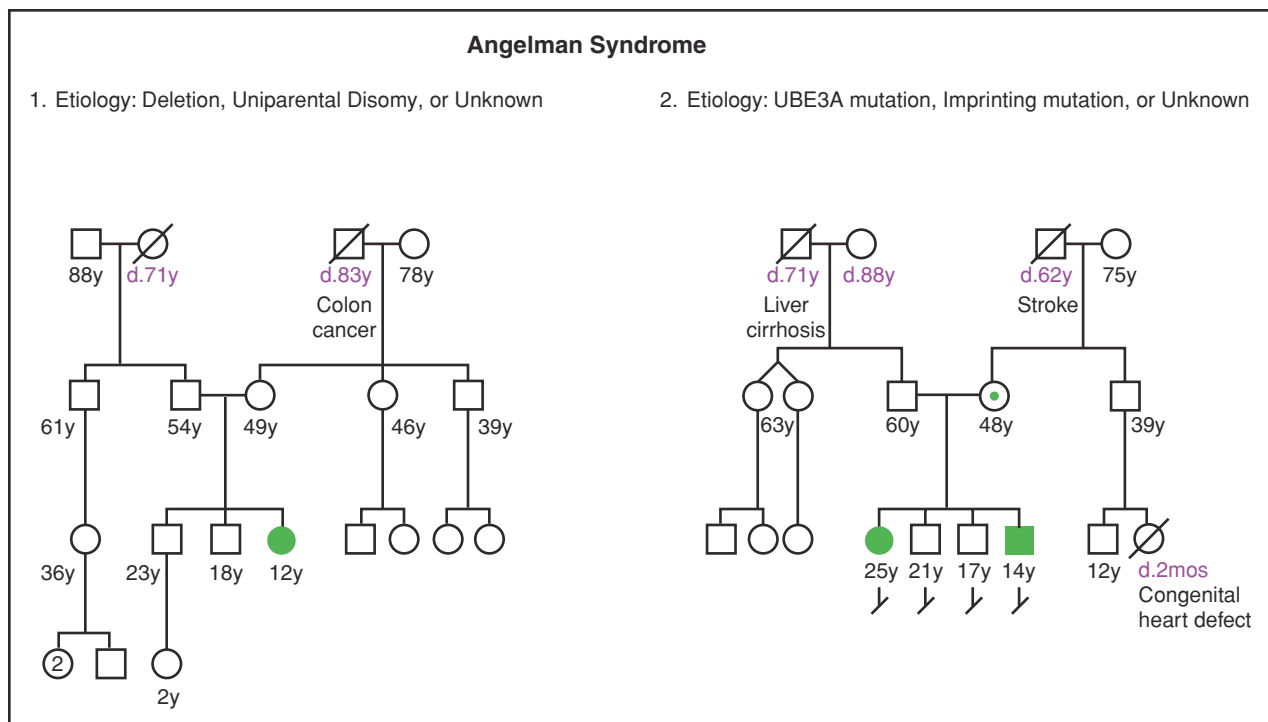 Angelman Syndrome
1. Etiology: Deletion, Uniparental Disomy, or Unknown
2. Etiology: UBE3A mutation, Imprinting mutation, or Unknown
88y
d.71y
d.83y
78y
Colon
cancer
61y
54y
49y
46y
39y
36y
23y
18y
12y
2
2y
d.71y
d.88y
d.62y
75y
Liver
cirrhosis
Stroke
63y
60y
48y
39y
25y
21y
17y
14y
12y
d.2mos
Congenital
heart defect